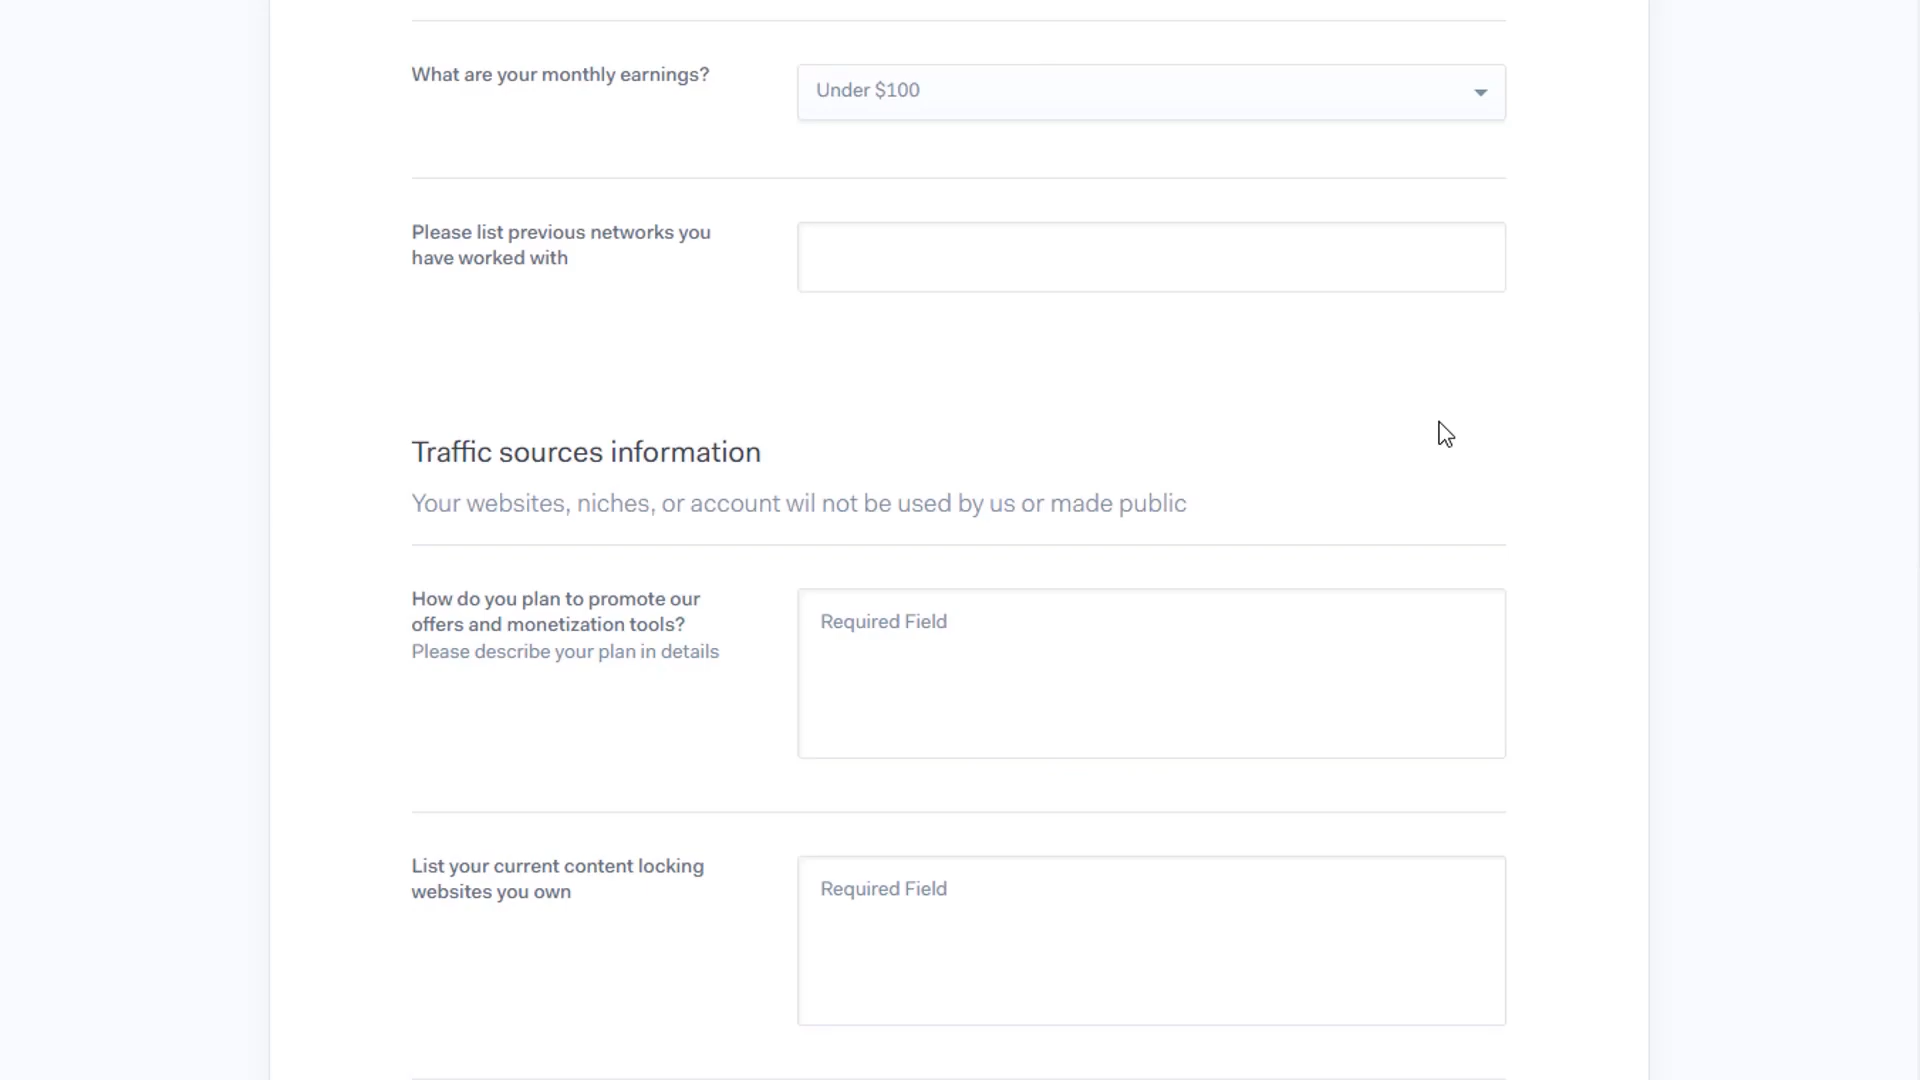 What are your monthly earnings?
Under $100
Please list previous networks you
have worked with
Traffic sources information
Your websites, niches, or account wil not be used by us or made public
How do you plan to promote our
offers and monetization tools?
Please describe your plan in details
Required Field
List your current content locking
websites you own
Required Field